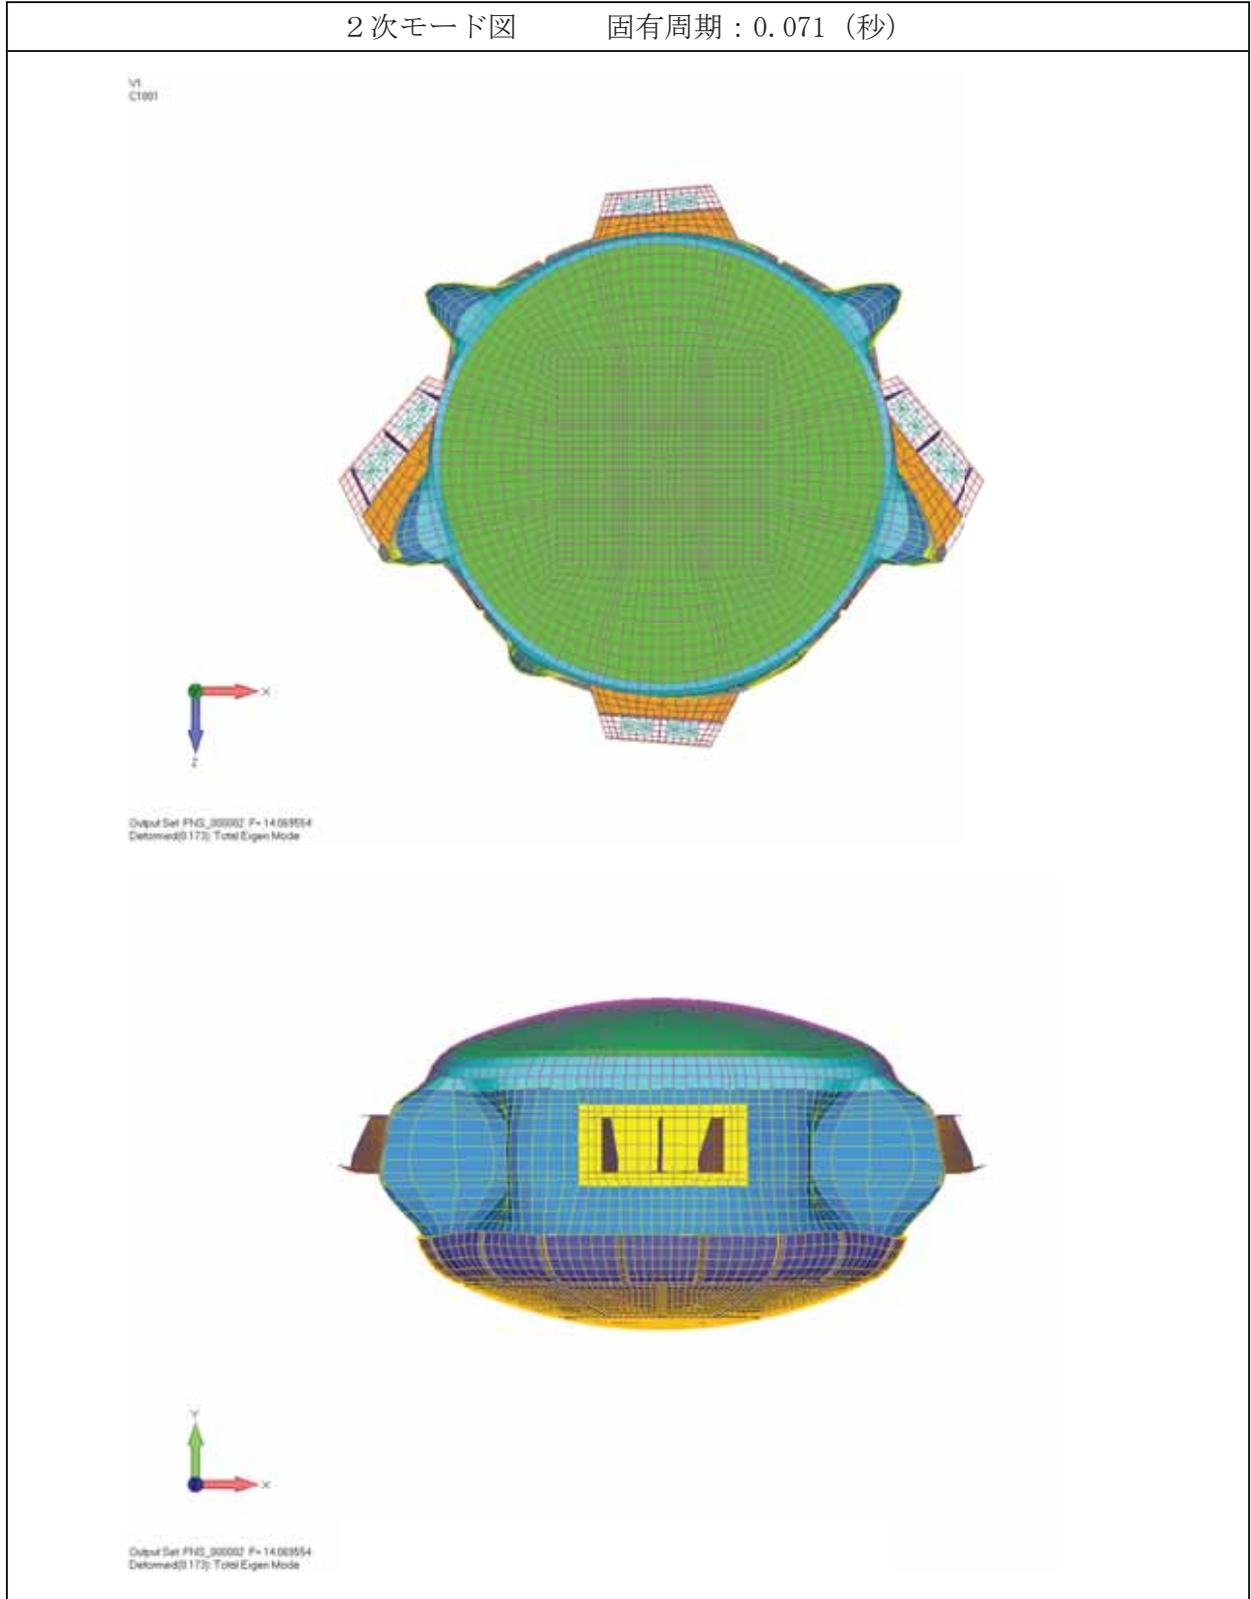 2次モード図 固有周期：0.071 (秒)
V1
C1001
X
Z
Output Set: FNS_000002 F= 14.069554
Deformed(0.173): Total Eigen Mode
Y
X
Output Set: FNS_000002 F= 14.069554
Deformed(0.173): Total Eigen Mode